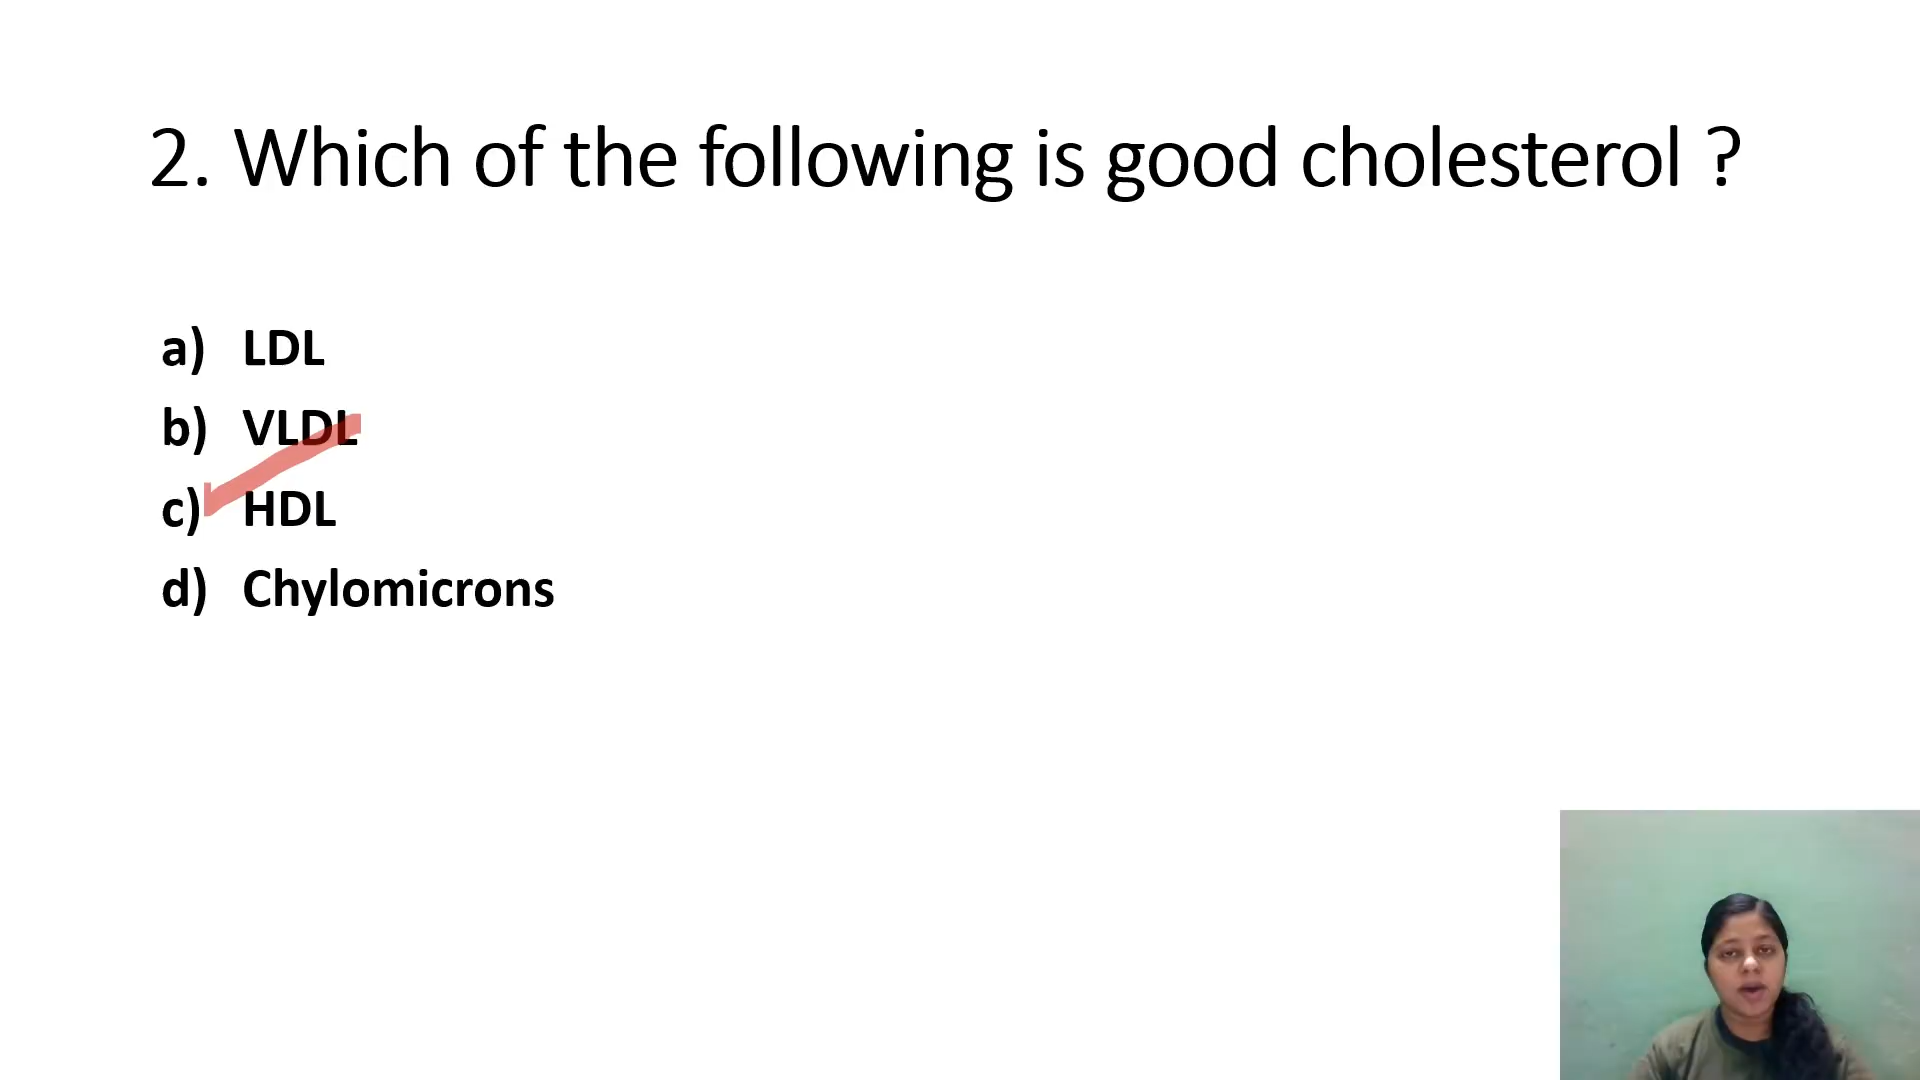 2. Which of the following is good cholesterol ?
a) LDL
b) VLDL
c) HDL
d) Chylomicrons